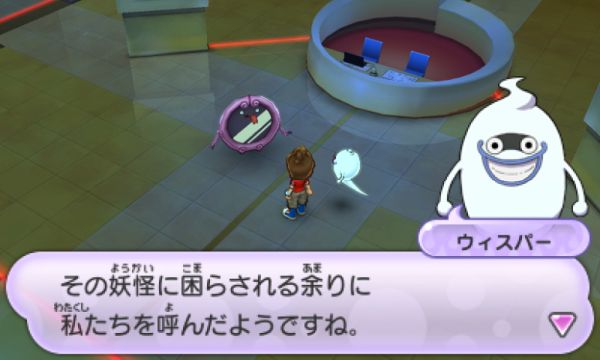 ウィスパー
その妖怪に困らされる余りに
私たちを呼んだようですね。